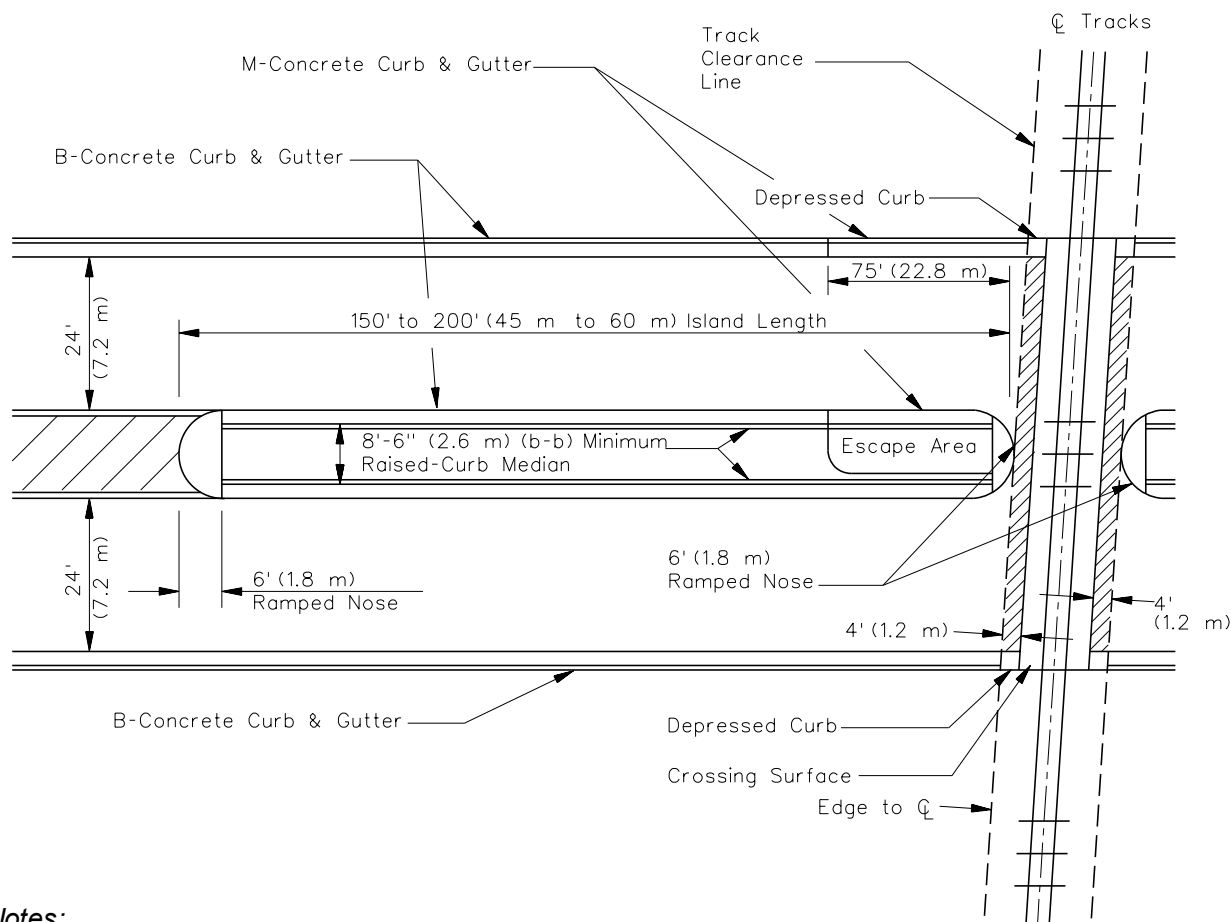 ℄ Tracks
Track
Clearance
Line
M-Concrete Curb & Gutter
B-Concrete Curb & Gutter
Depressed Curb
75' (22.8 m)
150' to 200' (45 m to 60 m) Island Length
24'
(7.2 m)
8'-6" (2.6 m) (b-b) Minimum
Raised-Curb Median
Escape Area
24'
(7.2 m)
6' (1.8 m)
Ramped Nose
6' (1.8 m)
Ramped Nose
4'
(1.2 m)
4' (1.2 m)
B-Concrete Curb & Gutter
Depressed Curb
Crossing Surface
Edge to ℄
Notes: